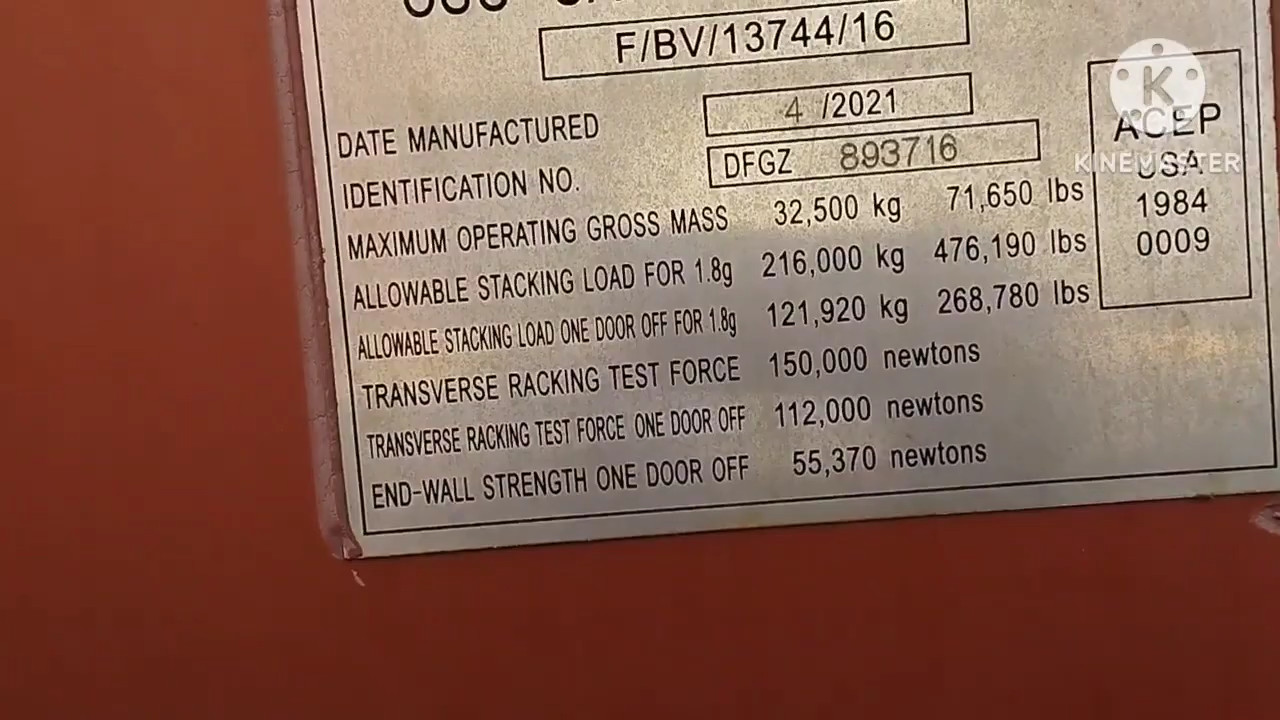 F/BV/13744/16
DATE MANUFACTURED 4 /2021
IDENTIFICATION NO. DFGZ 893716
MAXIMUM OPERATING GROSS MASS 32,500 kg 71,650 lbs
ALLOWABLE STACKING LOAD FOR 1.8g 216,000 kg 476,190 lbs
ALLOWABLE STACKING LOAD ONE DOOR OFF FOR 1.8g 121,920 kg 268,780 lbs
TRANSVERSE RACKING TEST FORCE 150,000 newtons
TRANSVERSE RACKING TEST FORCE ONE DOOR OFF 112,000 newtons
END-WALL STRENGTH ONE DOOR OFF 55,370 newtons
K
ACEP
KINEMASTER
USA
1984
0009